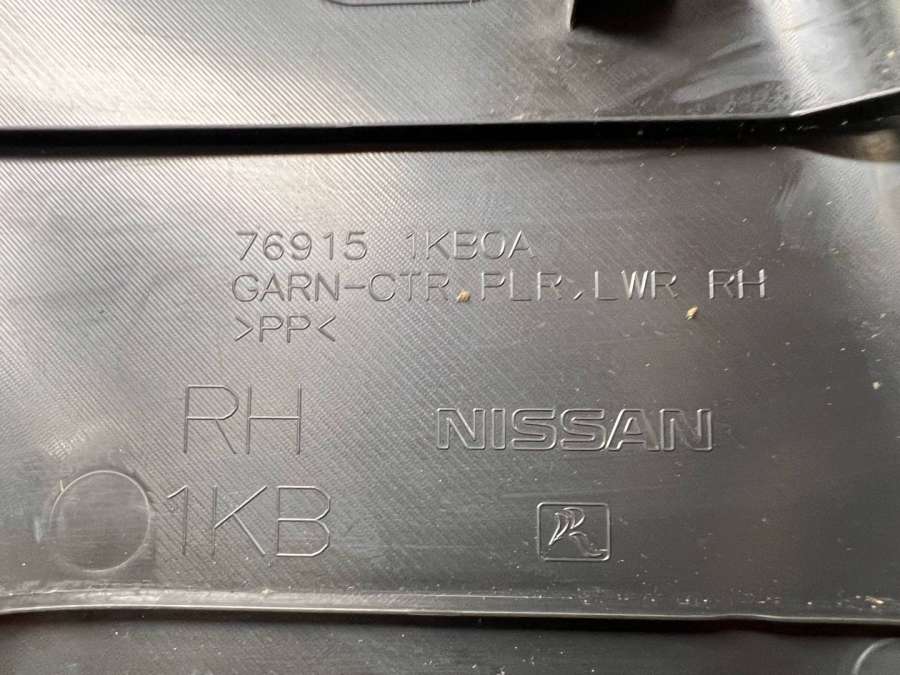 76915 1KB0A
GARN-CTR.PLR,LWR RH
>PP<
RH
NISSAN
1KB